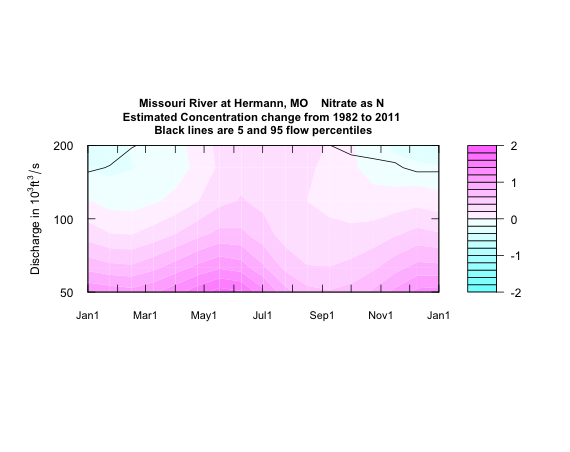 Missouri River at Hermann, MO    Nitrate as N
Estimated Concentration change from 1982 to 2011
Black lines are 5 and 95 flow percentiles
Discharge in 10³ft³/s
200
100
50
Jan1 Mar1 May1 Jul1 Sep1 Nov1 Jan1
2
1
0
-1
-2